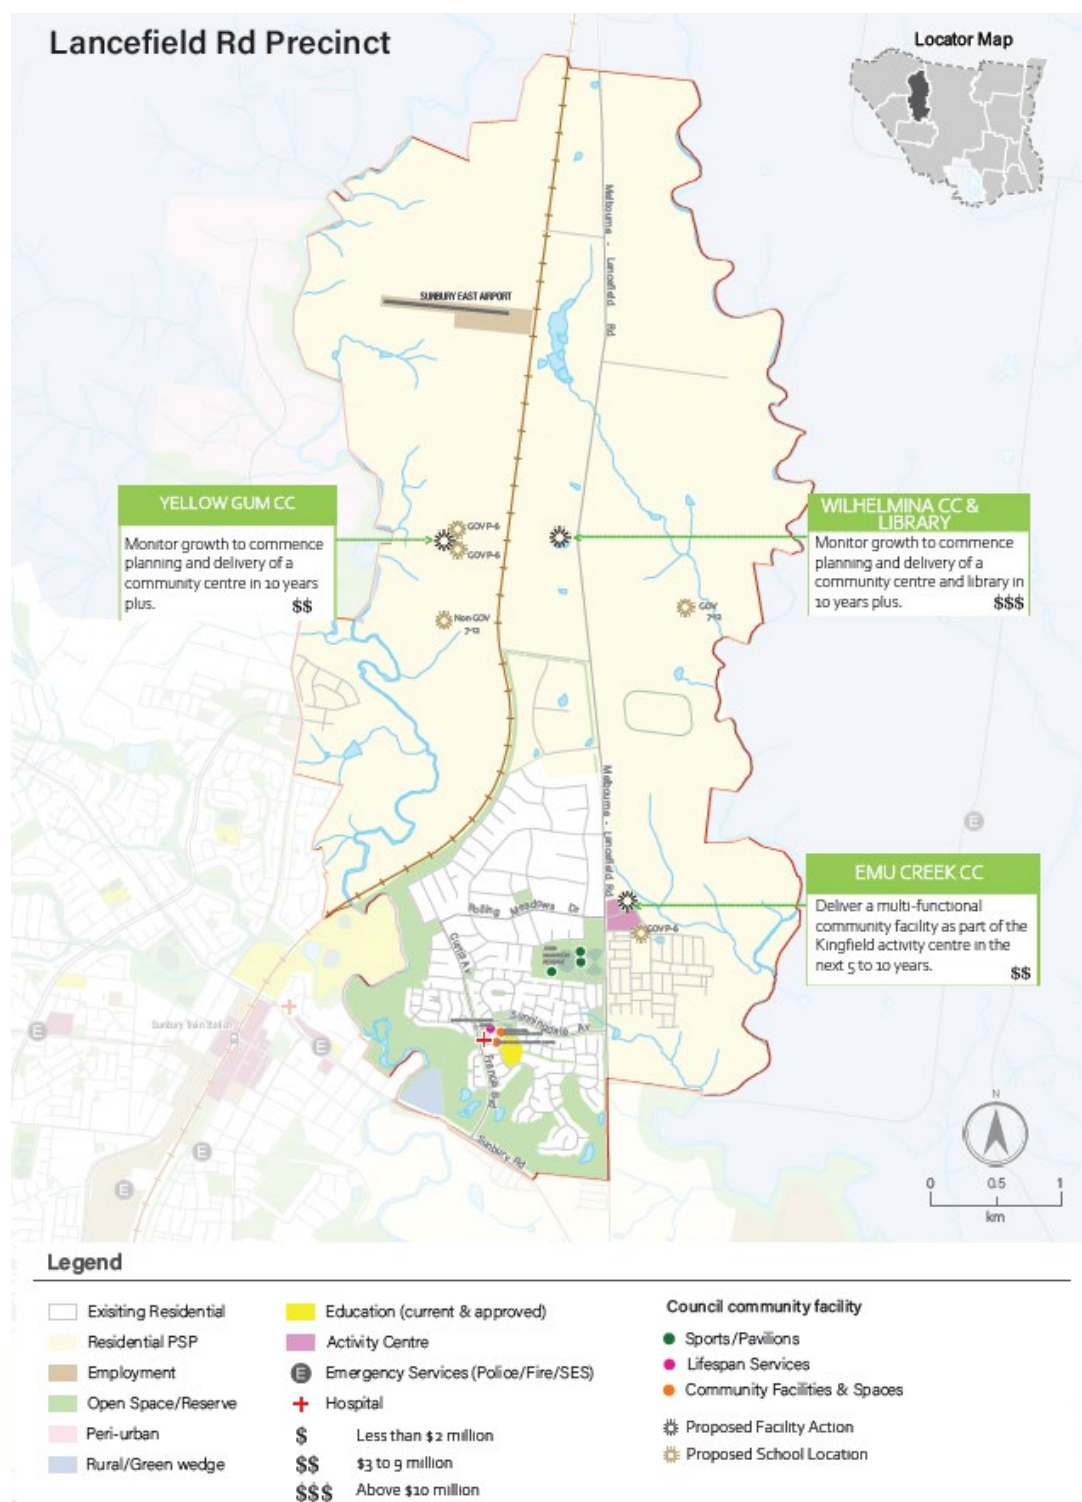 Lancefield Rd Precinct
Locator Map
Melbourne - Lancefield Rd
SUNBURY EAST AIRPORT
YELLOW GUM CC
Monitor growth to commence
planning and delivery of a
community centre in 10 years
plus.
$$
GOV P-6
GOV P-6
WILHELMINA CC &
LIBRARY
Monitor growth to commence
planning and delivery of a
community centre and library in
10 years plus.
$$$
Non GOV
7-12
GOV
7-12
Melbourne - Lancefield Rd
E
EMU CREEK CC
Deliver a multi-functional
community facility as part of the
Kingfield activity centre in the
next 5 to 10 years.
$$
Rolling Meadows Dr
GOV P-6
Curtis Av
Sunningdale Av
Sunbury Train Station
E
E
Francis Bvd
Sunbury Rd
E
E
N
0 0.5 1
km
Legend
Exisiting Residential
Residential PSP
Employment
Open Space/Reserve
Peri-urban
Rural/Green wedge
Education (current & approved)
Activity Centre
E Emergency Services (Police/Fire/SES)
Hospital
$ Less than $2 million
$$ $3 to 9 million
$$$ Above $10 million
Council community facility
Sports/Pavilions
Lifespan Services
Community Facilities & Spaces
Proposed Facility Action
Proposed School Location